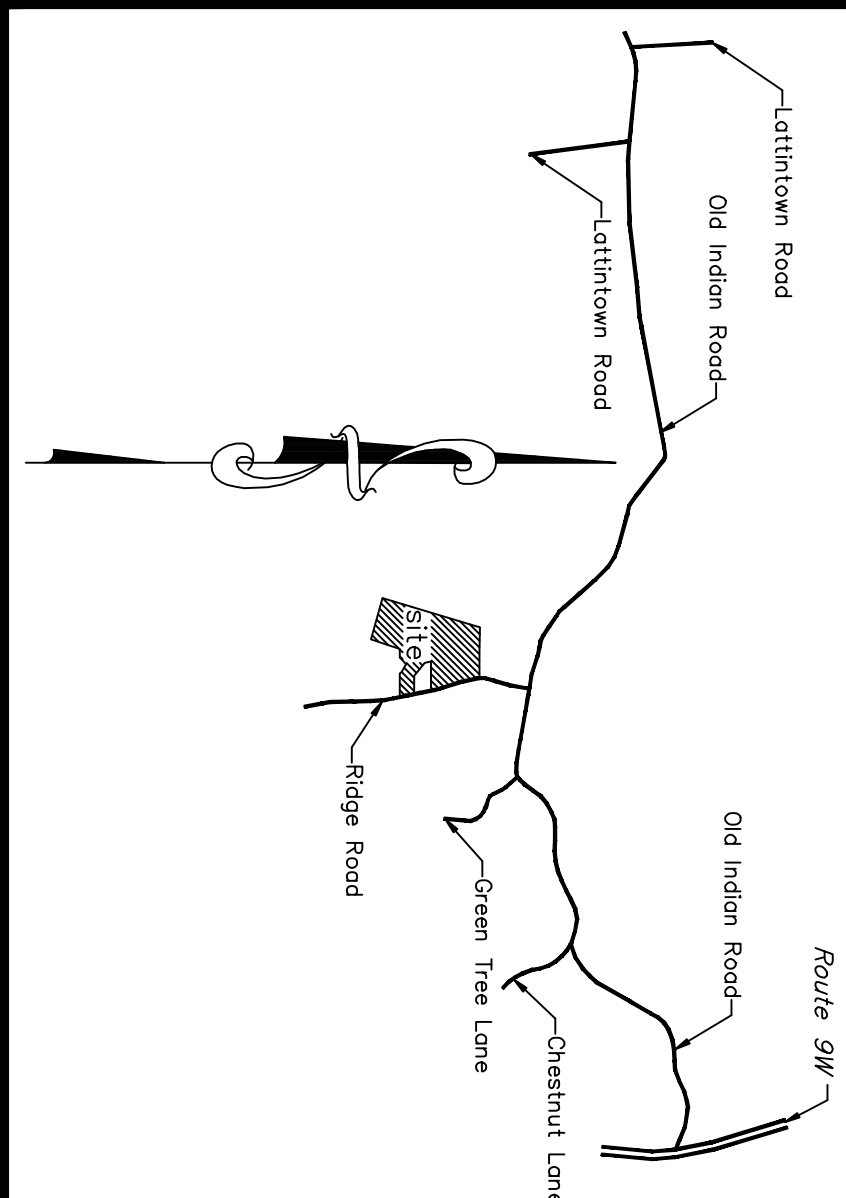 Lattintown Road
Lattintown Road
Old Indian Road
site
Ridge Road
Green Tree Lane
Chestnut Lane
Old Indian Road
Route 9W